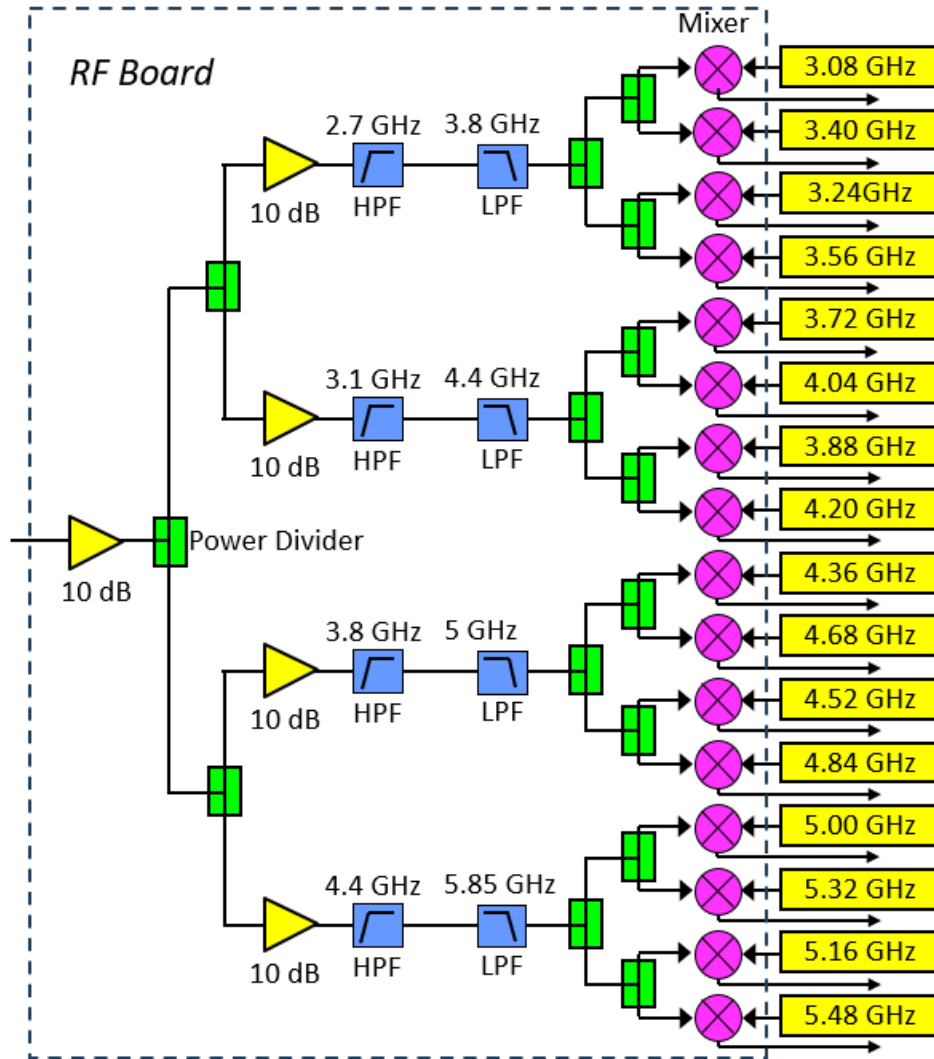 Mixer
RF Board
3.08 GHz
2.7 GHz
3.8 GHz
3.40 GHz
10 dB
HPF
LPF
3.24GHz
3.56 GHz
3.72 GHz
3.1 GHz
4.4 GHz
4.04 GHz
10 dB
HPF
LPF
3.88 GHz
4.20 GHz
Power Divider
10 dB
4.36 GHz
3.8 GHz
5 GHz
4.68 GHz
10 dB
HPF
LPF
4.52 GHz
4.84 GHz
5.00 GHz
4.4 GHz
5.85 GHz
5.32 GHz
10 dB
HPF
LPF
5.16 GHz
5.48 GHz